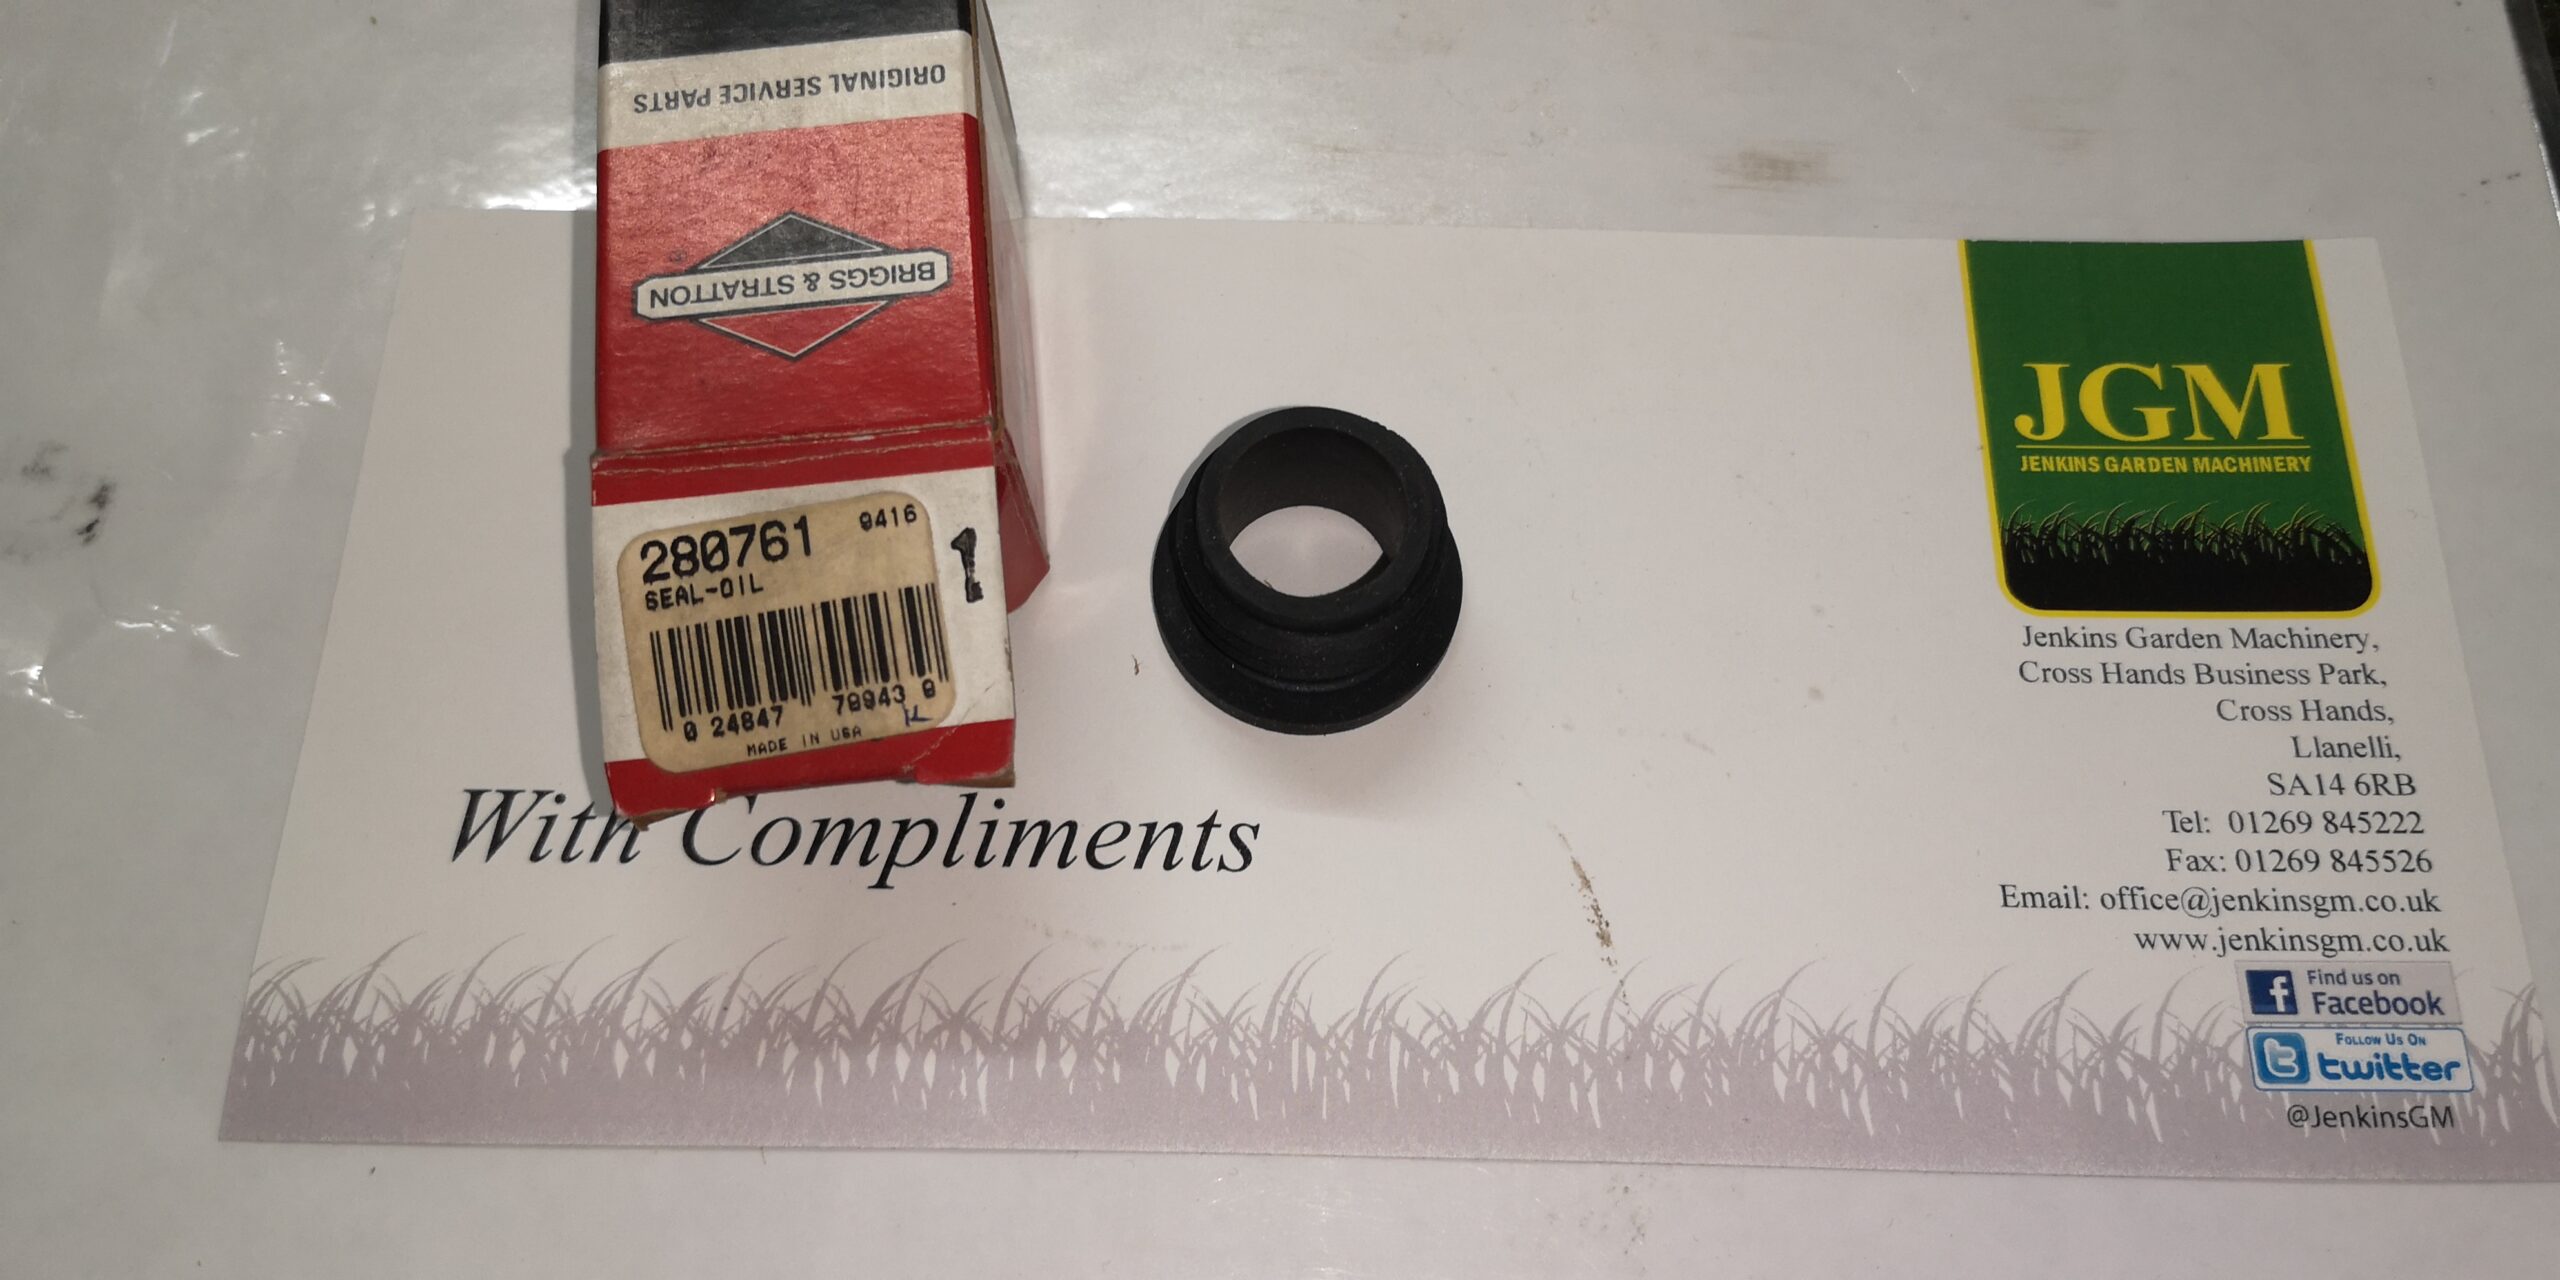 ORIGINAL SERVICE PARTS
BRIGGS & STRATTON
®
280761 9416
SEAL-OIL
1
0 24847 78943 8
MADE IN USA
With Compliments
JGM
JENKINS GARDEN MACHINERY
Jenkins Garden Machinery,
Cross Hands Business Park,
Cross Hands,
Llanelli,
SA14 6RB
Tel: 01269 845222
Fax: 01269 845526
Email: office@jenkinsgm.co.uk
www.jenkinsgm.co.uk
f
Find us on
Facebook
t
Follow Us On
twitter
@JenkinsGM